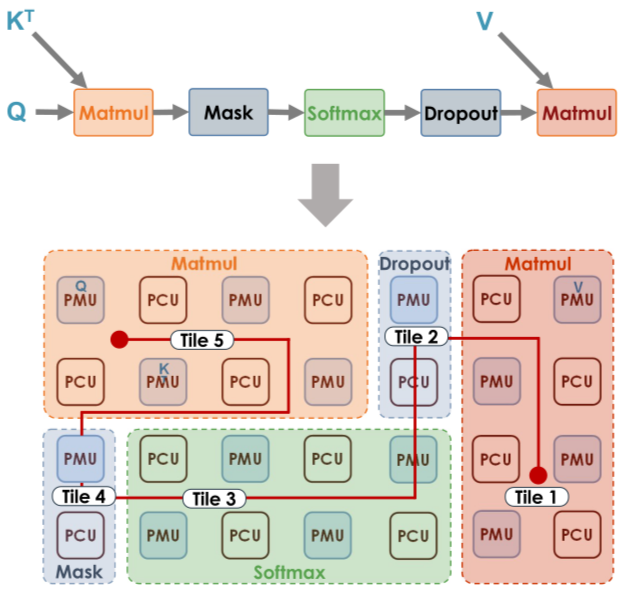 Kᵀ
V
Q
Matmul
Mask
Softmax
Dropout
Matmul
Matmul
Dropout
Matmul
Q
PMU
PCU
PMU
PCU
PMU
PCU
V
PMU
Tile 5
Tile 2
PCU
K
PMU
PCU
PMU
PCU
PMU
PCU
PMU
PCU
PMU
PCU
PMU
PCU
PMU
Tile 4
Tile 3
Tile 1
PCU
PMU
PCU
PMU
PCU
PMU
PCU
Mask
Softmax